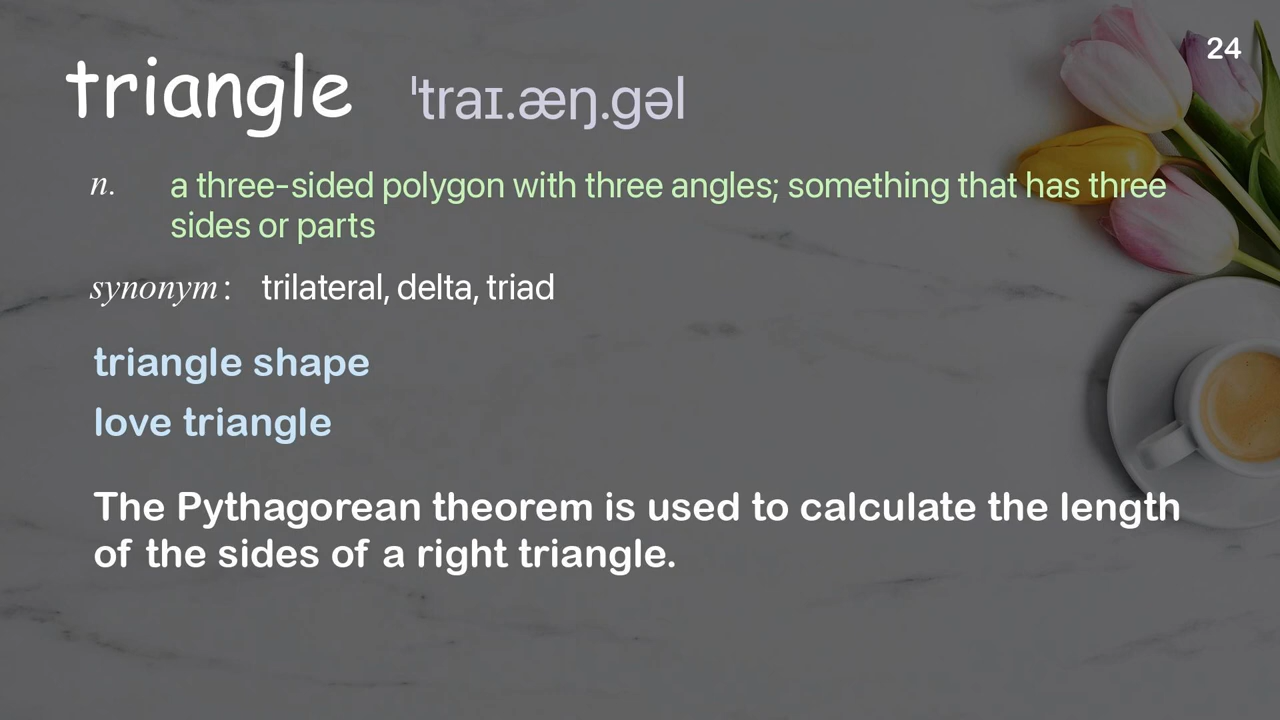 24
triangle ˈtraɪ.æŋ.gəl
n. a three-sided polygon with three angles; something that has three
sides or parts
synonym: trilateral, delta, triad
triangle shape
love triangle
The Pythagorean theorem is used to calculate the length
of the sides of a right triangle.